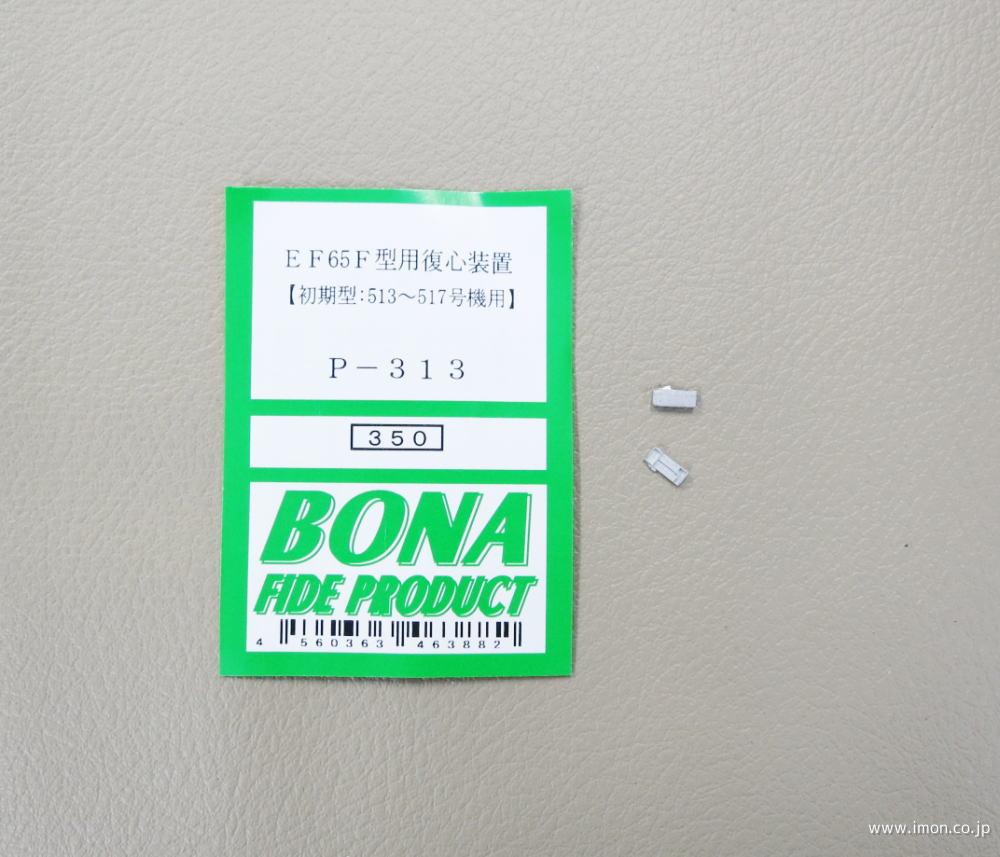 ＥＦ65Ｆ型用復心装置
【初期型：513～517号機用】
Ｐ－３１３
３５０
BONA
FIDE PRODUCT
4 560363 463882
www.imon.co.jp